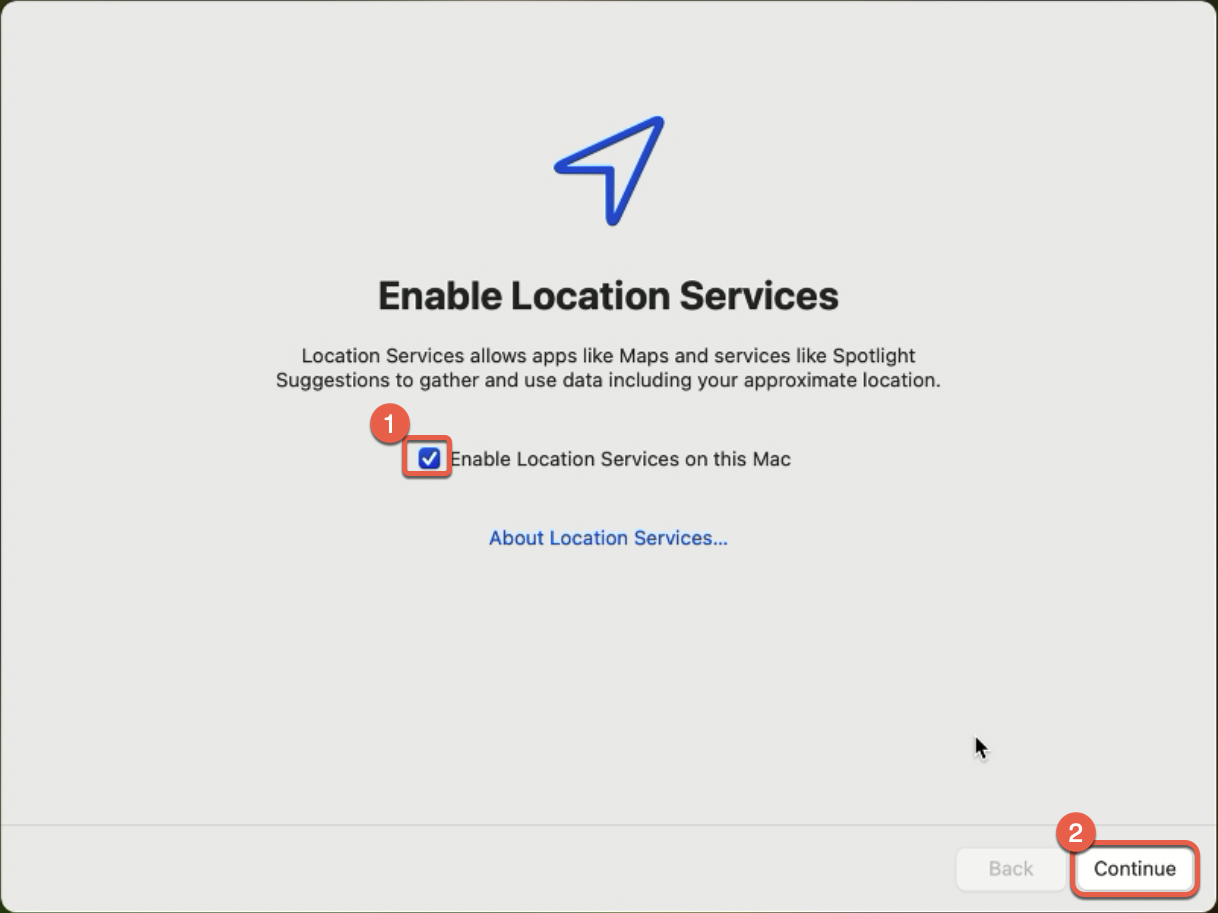 Enable Location Services
Location Services allows apps like Maps and services like Spotlight
Suggestions to gather and use data including your approximate location.
1
Enable Location Services on this Mac
About Location Services...
2
Back
Continue